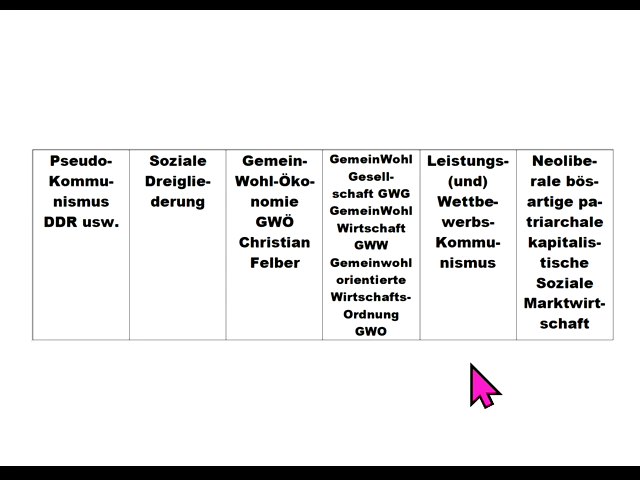 Pseudo-
Kommu-
nismus
DDR usw.
Soziale
Dreiglie-
derung
Gemein-
Wohl-Öko-
nomie
GWÖ
Christian
Felber
GemeinWohl
Gesell-
schaft GWG
GemeinWohl
Wirtschaft
GWW
Gemeinwohl
orientierte
Wirtschafts-
Ordnung
GWO
Leistungs-
(und)
Wettbe-
werbs-
Kommu-
nismus
Neolibe-
rale bös-
artige pa-
triarchale
kapitalis-
tische
Soziale
Marktwirt-
schaft